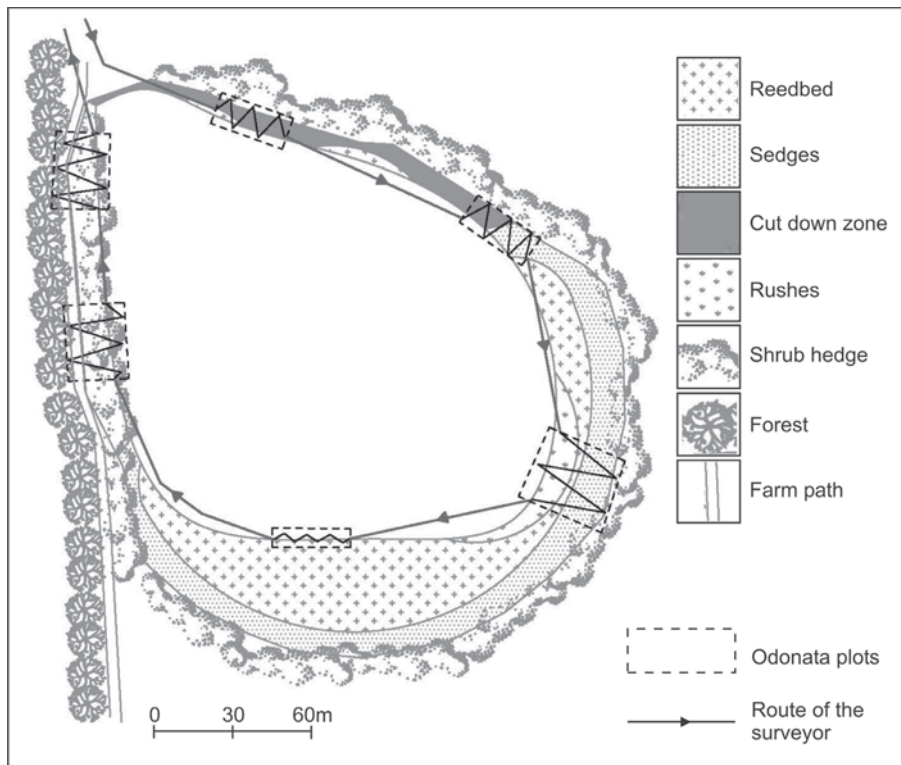 Reedbed
Sedges
Cut down zone
Rushes
Shrub hedge
Forest
Farm path
Odonata plots
Route of the
surveyor
0 30 60m